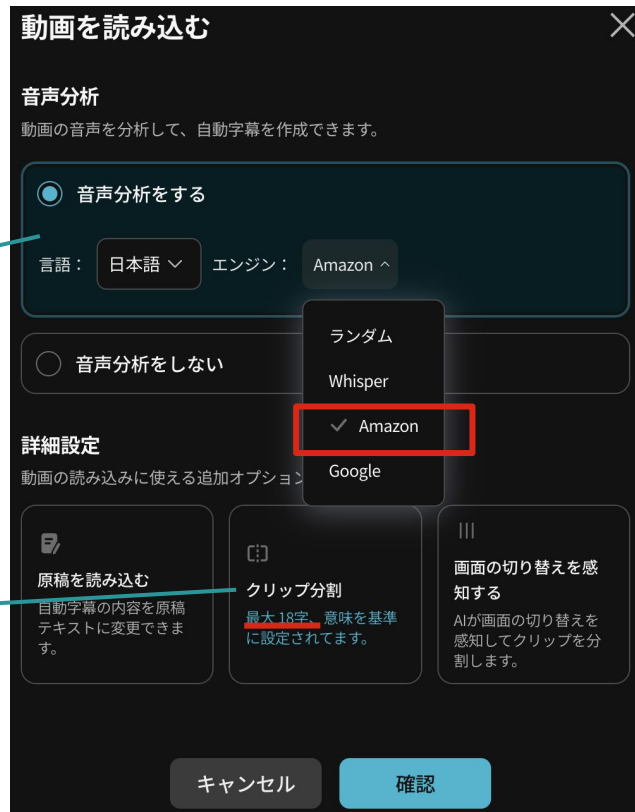 動画を読み込む
音声分析
動画の音声を分析して、自動字幕を作成できます。
音声分析をする
言語： 日本語 エンジン： Amazon
ランダム
音声分析をしない
Whisper
Amazon
詳細設定
Google
動画の読み込みに使える追加オプション
原稿を読み込む
自動字幕の内容を原稿
テキストに変更できま
す。
クリップ分割
最大 18字、意味を基準
に設定されてます。
画面の切り替えを感
知する
AIが画面の切り替えを
感知してクリップを分
割します。
キャンセル
確認